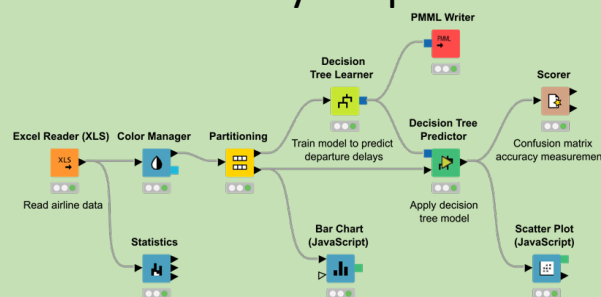 PMML Writer
PMML
Decision
Tree Learner
Scorer
Excel Reader (XLS)
Color Manager
Partitioning
Train model to predict
departure delays
Decision Tree
Predictor
Confusion matrix
accuracy measurement
XLS
Read airline data
Apply decision
tree model
Statistics
Bar Chart
(JavaScript)
Scatter Plot
(JavaScript)